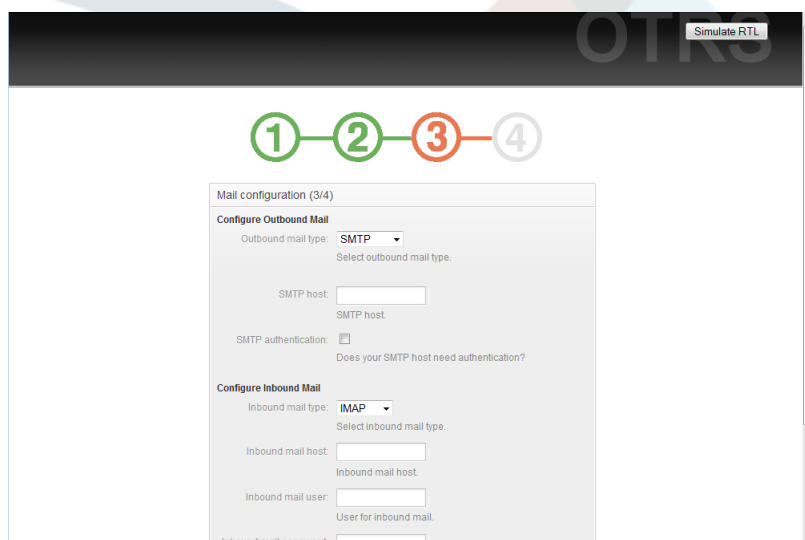 OTRS
Simulate RTL
1 2 3 4
Mail configuration (3/4)
Configure Outbound Mail
Outbound mail type: SMTP
Select outbound mail type.
SMTP host:
SMTP host.
SMTP authentication:
Does your SMTP host need authentication?
Configure Inbound Mail
Inbound mail type: IMAP
Select inbound mail type.
Inbound mail host:
Inbound mail host.
Inbound mail user:
User for inbound mail.